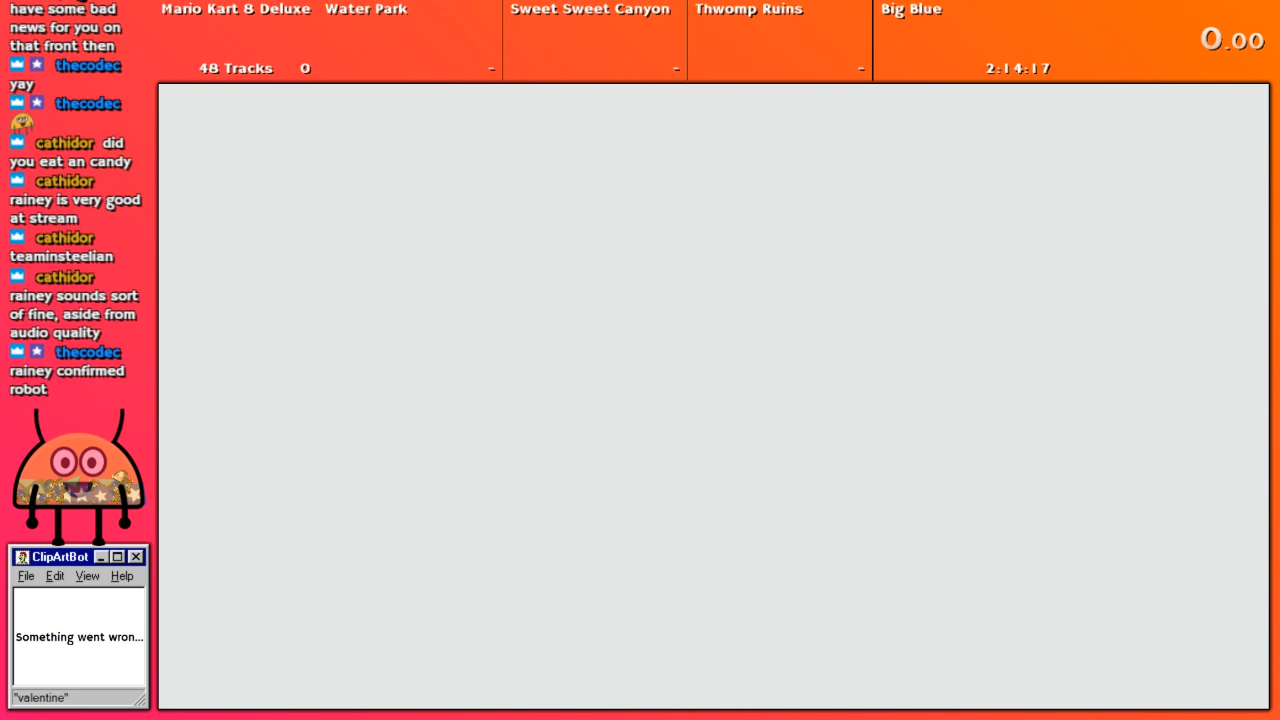 have some bad
news for you on
that front then
thecodec
yay
thecodec
cathidor did
you eat an candy
cathidor
rainey is very good
at stream
cathidor
teaminsteelian
cathidor
rainey sounds sort
of fine, aside from
audio quality
thecodec
rainey confirmed
robot
ClipArtBot
File Edit View Help
Something went wron...
"valentine"
Mario Kart 8 Deluxe
48 Tracks 0
Water Park
-
Sweet Sweet Canyon
-
Thwomp Ruins
-
Big Blue
2:14:17
0.00